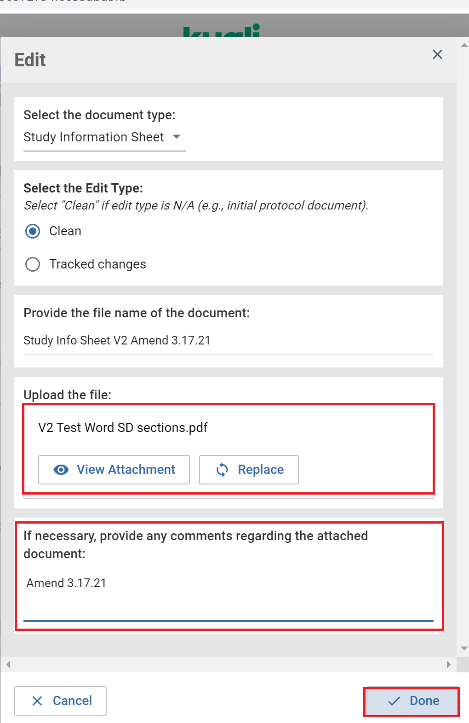 kuali
Edit
Select the document type:
Study Information Sheet
Select the Edit Type:
Select "Clean" if edit type is N/A (e.g., initial protocol document).
Clean
Tracked changes
Provide the file name of the document:
Study Info Sheet V2 Amend 3.17.21
Upload the file:
V2 Test Word SD sections.pdf
View Attachment
Replace
If necessary, provide any comments regarding the attached
document:
Amend 3.17.21
Cancel
Done